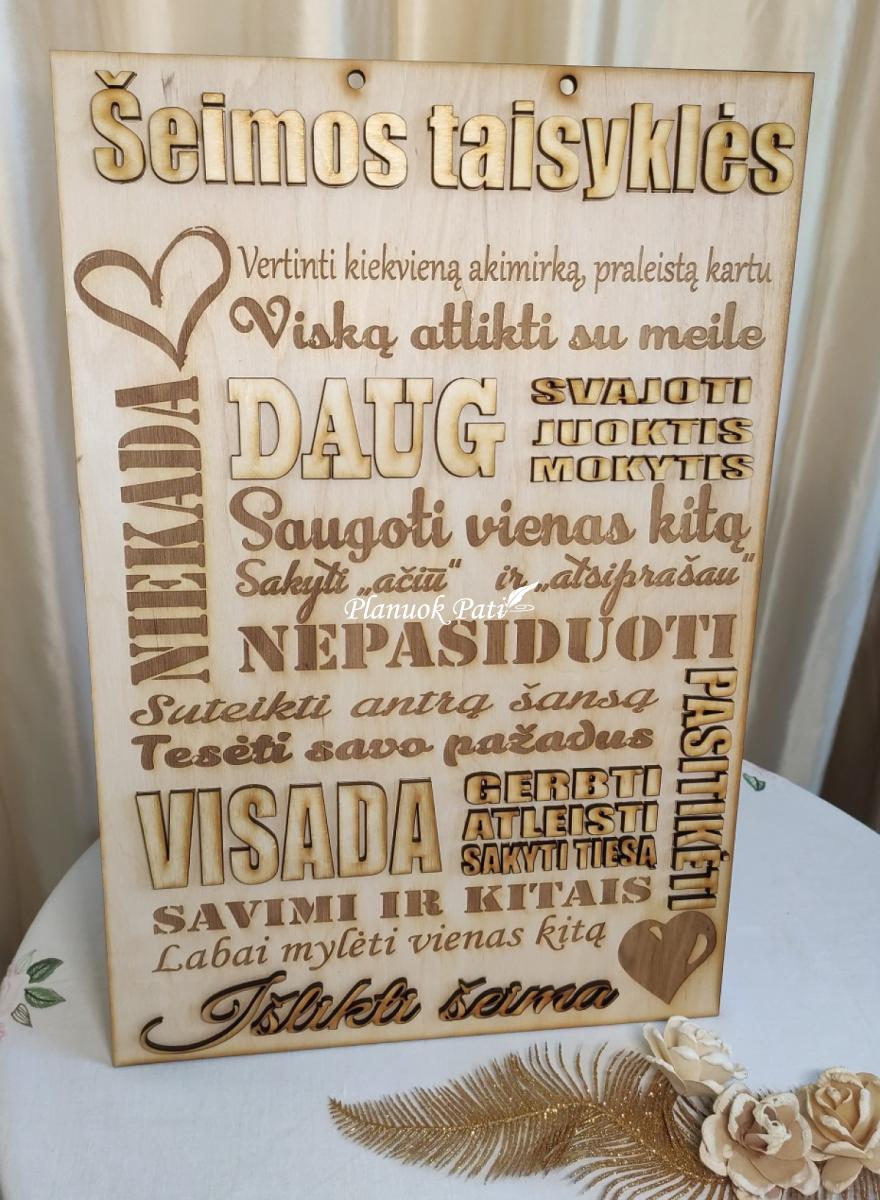 Šeimos taisyklės
Vertinti kiekvieną akimirką, praleistą kartu
Viską atlikti su meile
NIEKADA
DAUG
SVAJOTI
JUOKTIS
MOKYTIS
Saugoti vienas kitą
Sakyti „ačiū“ ir „atsiprašau“
Planuok Pati
NEPASIDUOTI
Suteikti antrą šansą
Tesėti savo pažadus
VISADA
GERBTI
ATLEISTI
SAKYTI TIESĄ
PASITIKĖTI
SAVIMI IR KITAIS
Labai mylėti vienas kitą
Išlikti šeima